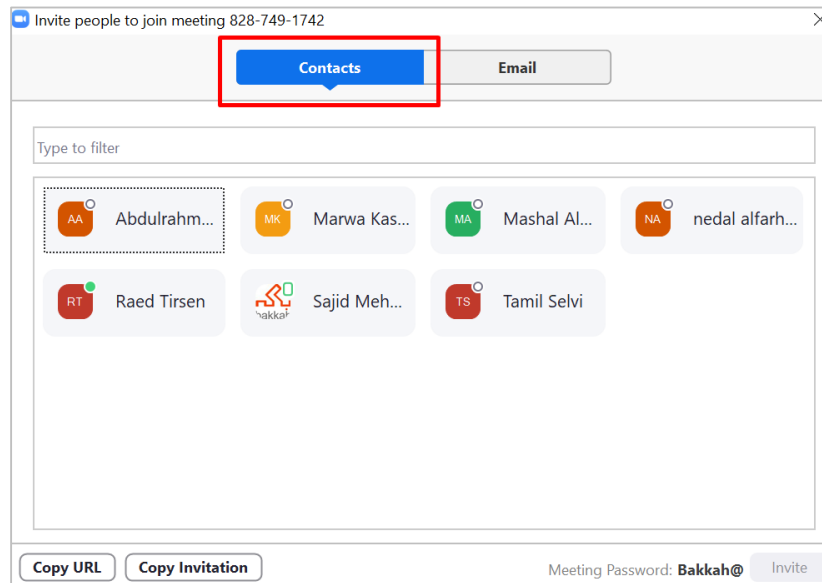 Invite people to join meeting 828-749-1742
Contacts
Email
Type to filter
AA Abdulrahm...
MK Marwa Kas...
MA Mashal Al...
NA nedal alfarh...
RT Raed Tirsen
bakkah Sajid Meh...
TS Tamil Selvi
Copy URL
Copy Invitation
Meeting Password: Bakkah@
Invite